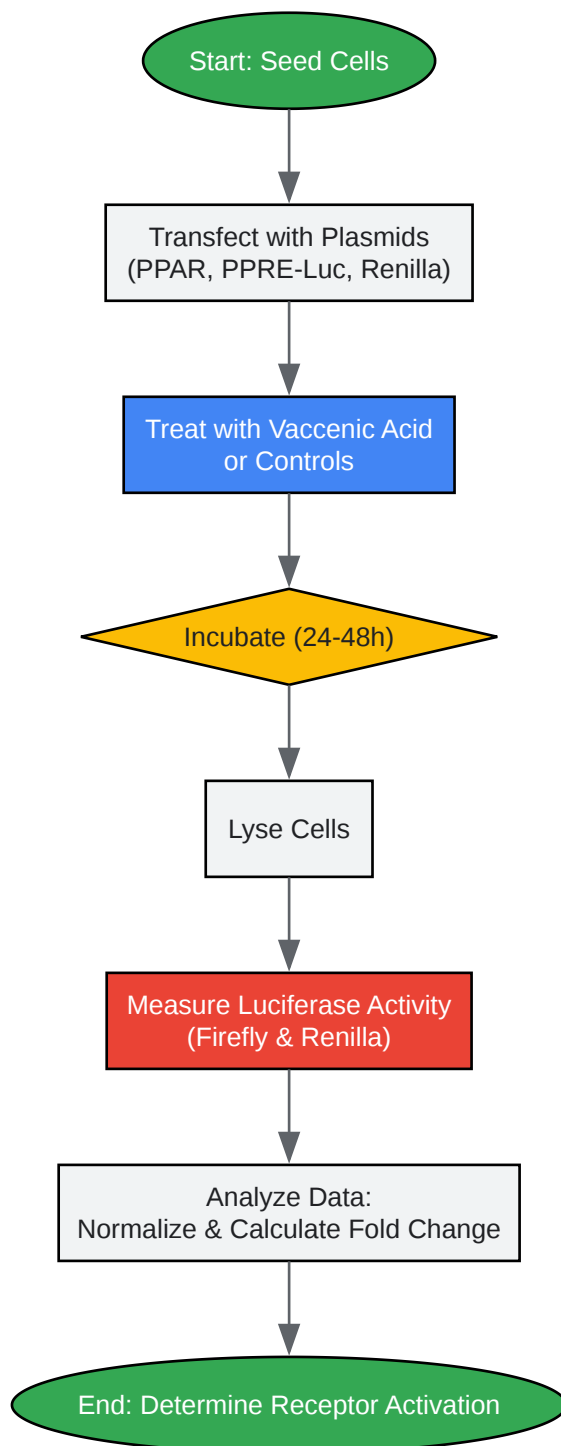 Start: Seed Cells
Transfect with Plasmids
(PPAR, PPRE-Luc, Renilla)
Treat with Vaccenic Acid
or Controls
Incubate (24-48h)
Lyse Cells
Measure Luciferase Activity
(Firefly & Renilla)
Analyze Data:
Normalize & Calculate Fold Change
End: Determine Receptor Activation